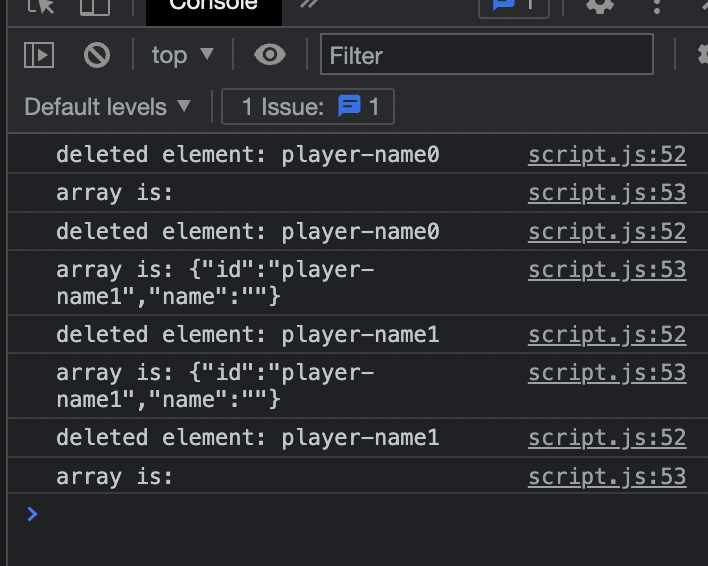 Console
1
top
Filter
Default levels
1 Issue: 1
deleted element: player-name0 script.js:52
array is: script.js:53
deleted element: player-name0 script.js:52
array is: {"id":"player- script.js:53
name1","name":""}
deleted element: player-name1 script.js:52
array is: {"id":"player- script.js:53
name1","name":""}
deleted element: player-name1 script.js:52
array is: script.js:53